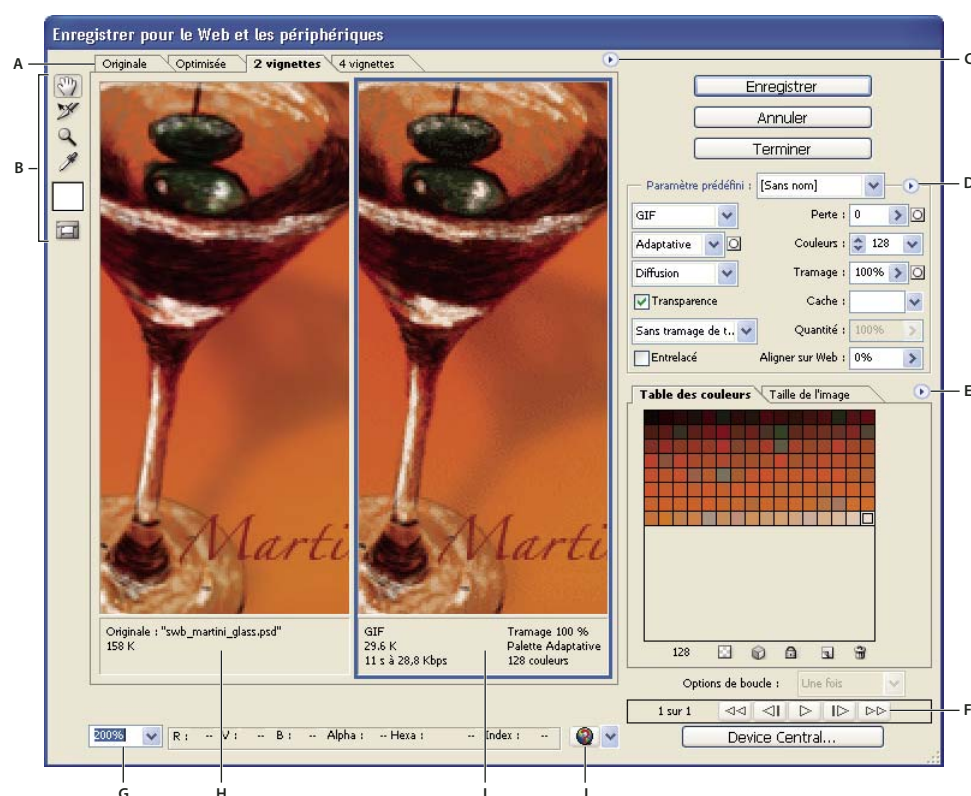 Enregistrer pour le Web et les périphériques
A
Originale
Optimisée
2 vignettes
4 vignettes
C
B
Enregistrer
Annuler
Terminer
Paramètre prédéfini : [Sans nom]
D
GIF
Perte : 0
Adaptative
Couleurs : 128
Diffusion
Tramage : 100%
Transparence
Cache :
Sans tramage de t..
Quantité : 100%
Entrelacé
Aligner sur Web : 0%
Table des couleurs
Taille de l'image
E
Marti
Marti
Originale : "swb_martini_glass.psd"
158 K
GIF
29.6 K
11 s à 28,8 Kbps
Tramage 100 %
Palette Adaptative
128 couleurs
128
Options de boucle : Une fois
1 sur 1
F
200%
R : -- V : -- B : -- Alpha : -- Hexa : -- Index : --
Device Central...
G
H
I
J